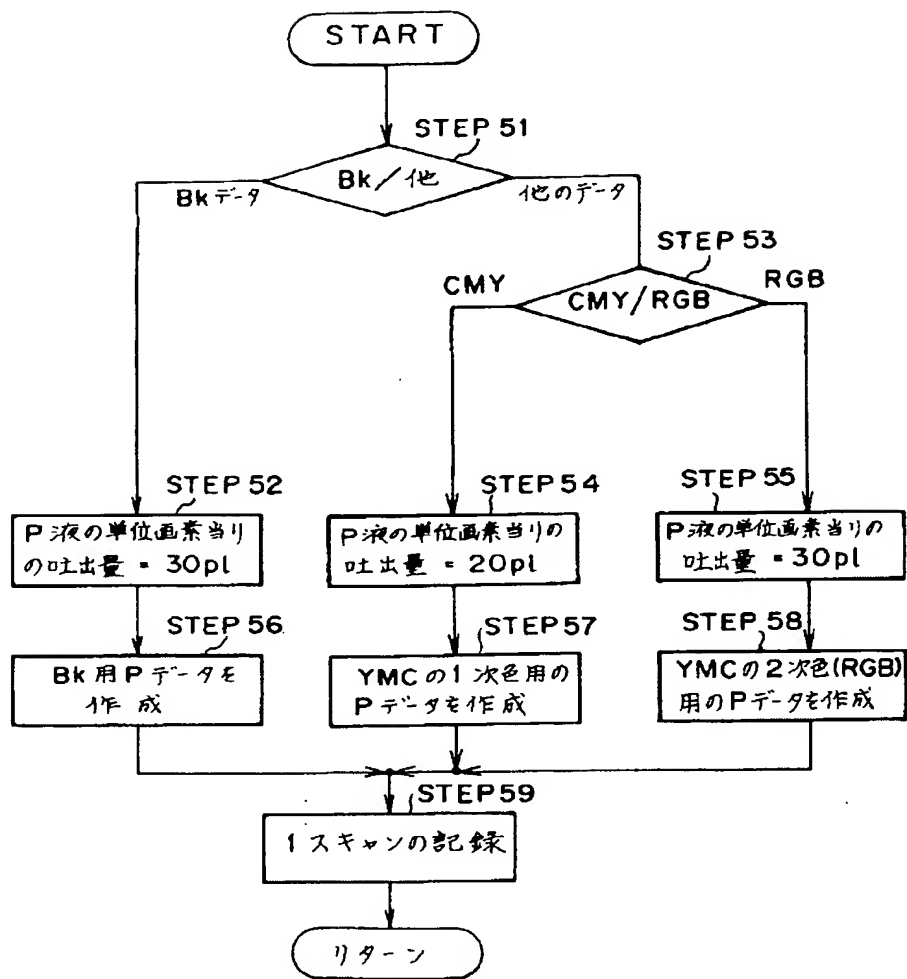 START
STEP 51
Bk/他
Bkデータ
他のデータ
STEP 53
CMY
CMY/RGB
RGB
STEP 52
P液の単位画素当り
の吐出量 = 30pl
STEP 54
P液の単位画素当りの
吐出量 = 20pl
STEP 55
P液の単位画素当りの
吐出量 = 30pl
STEP 56
Bk用Pデータを
作成
STEP57
YMCの1次色用の
Pデータを作成
STEP 58
YMCの2次色(RGB)
用のPデータを作成
STEP59
1スキャンの記録
リターン